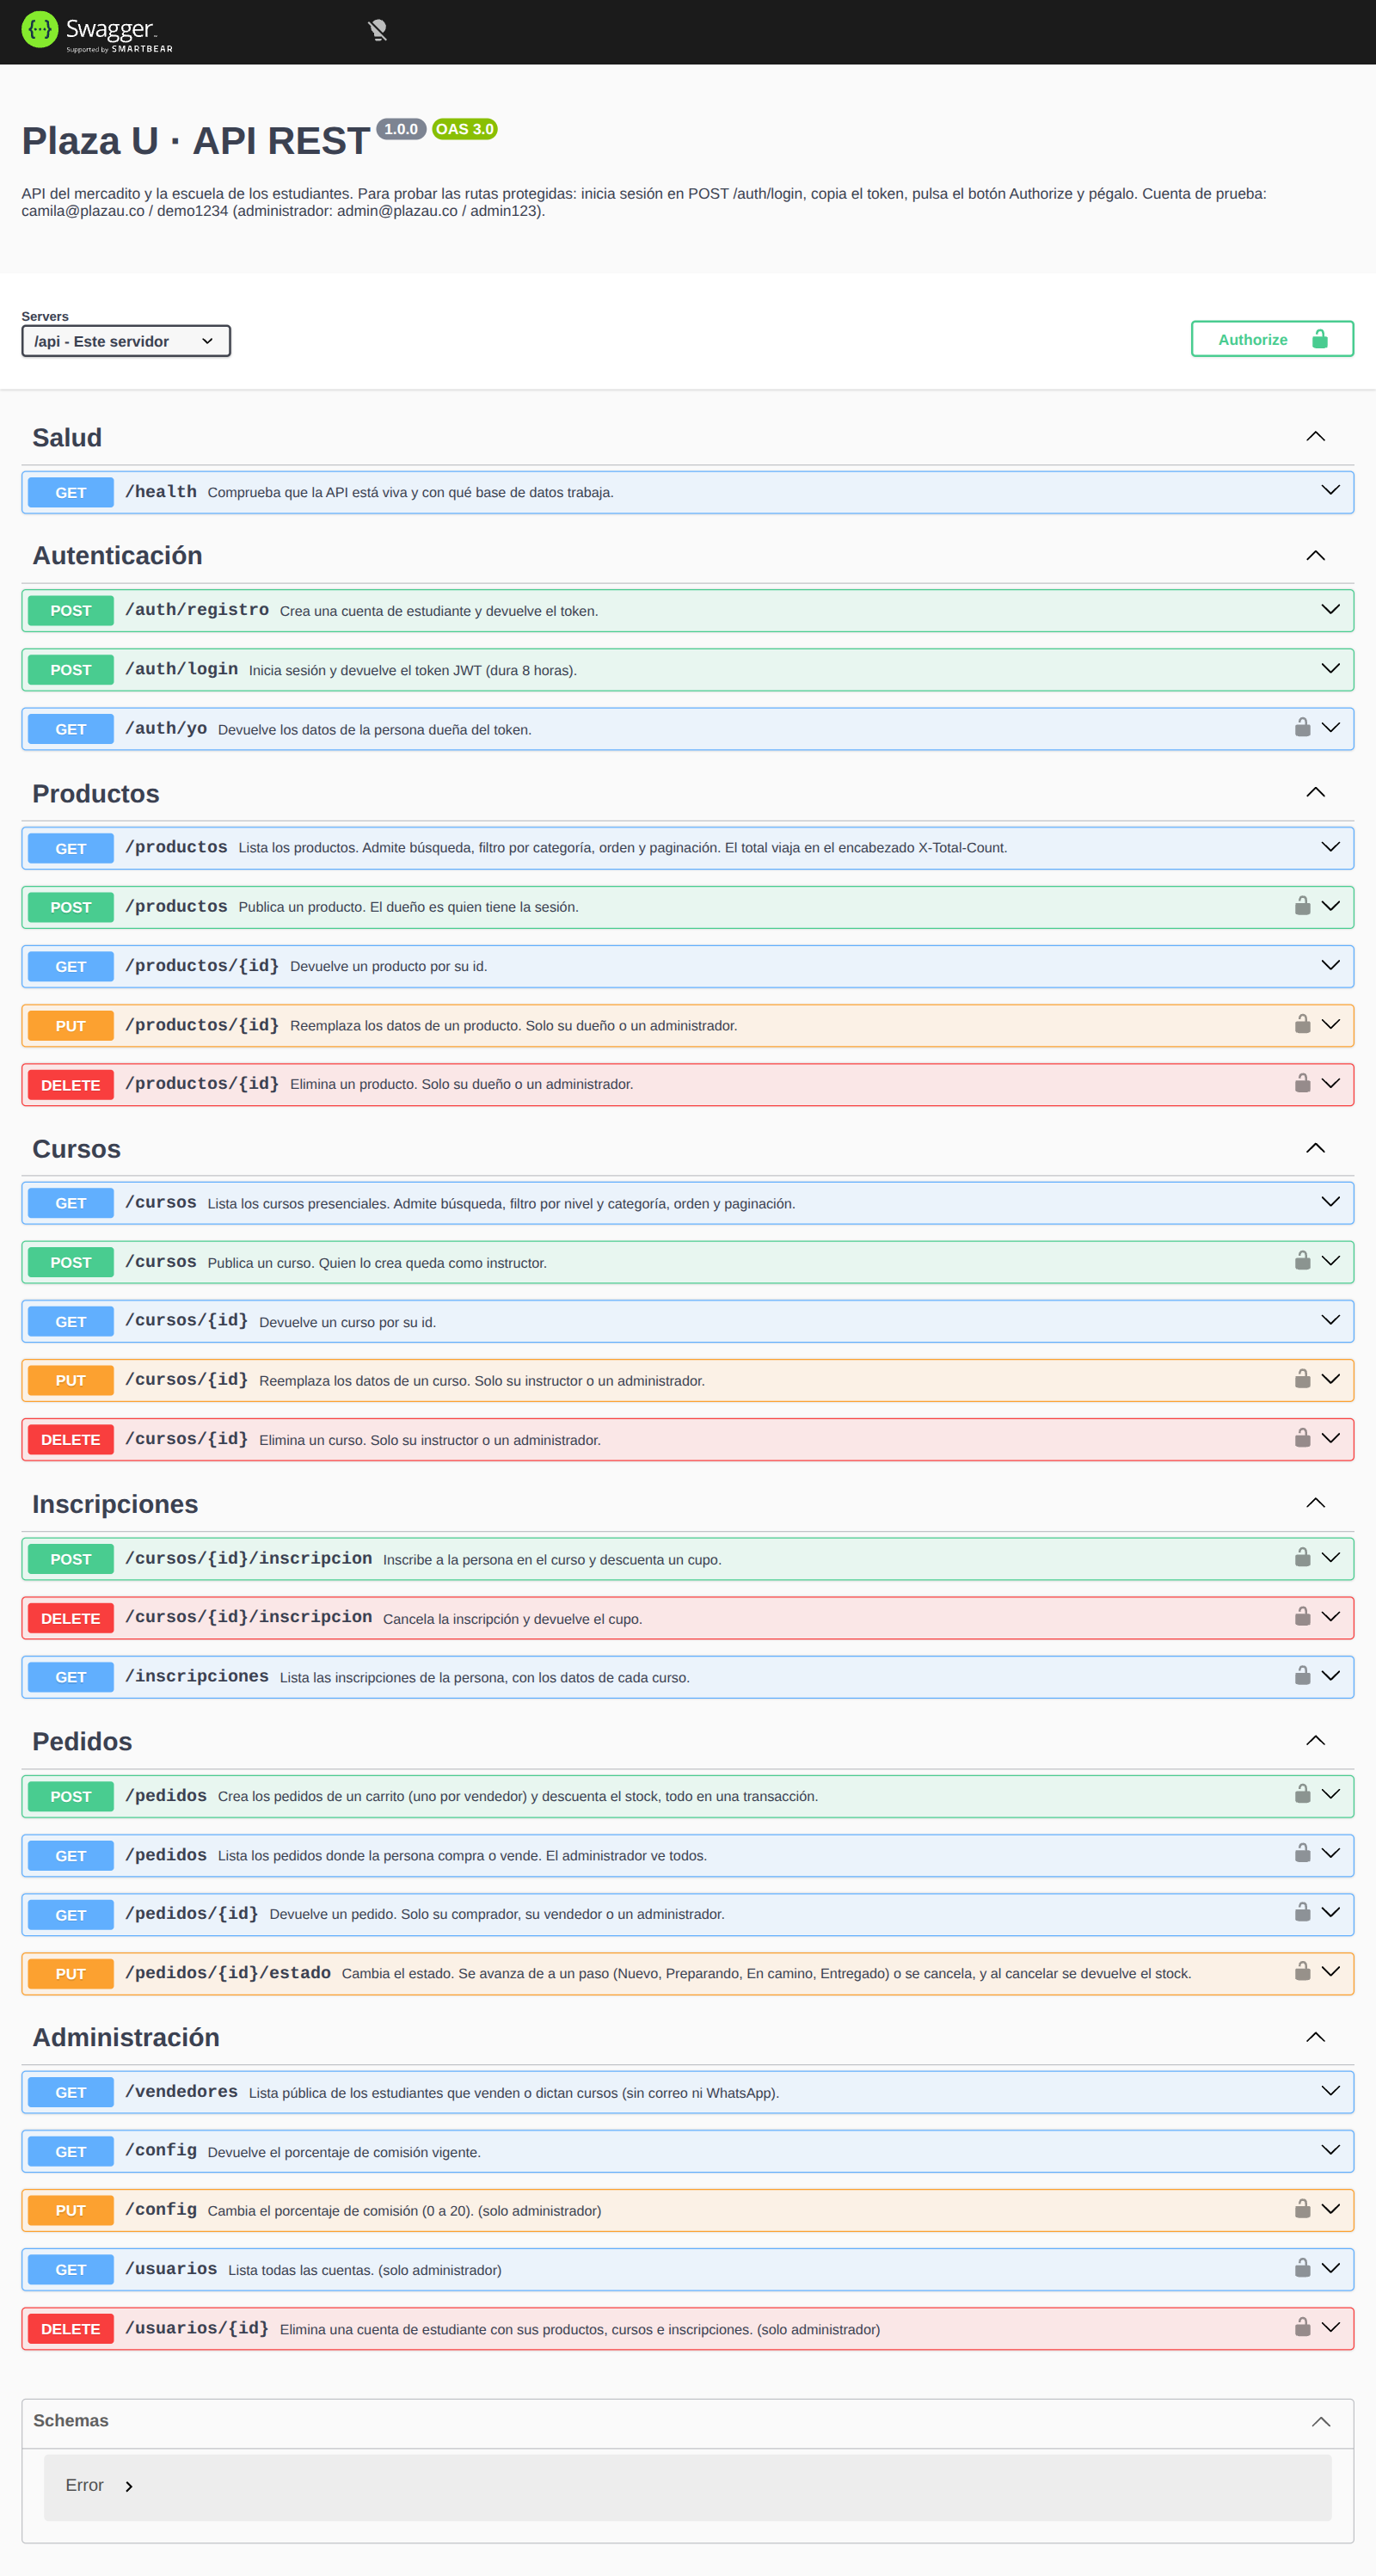 Swagger
Supported by SMARTBEAR
Plaza U · API REST 1.0.0 OAS 3.0
API del mercadito y la escuela de los estudiantes. Para probar las rutas protegidas: inicia sesión en POST /auth/login, copia el token, pulsa el botón Authorize y pégalo. Cuenta de prueba:
camila@plazau.co / demo1234 (administrador: admin@plazau.co / admin123).
Servers
/api - Este servidor
Authorize
Salud
GET /health Comprueba que la API está viva y con qué base de datos trabaja.
Autenticación
POST /auth/registro Crea una cuenta de estudiante y devuelve el token.
POST /auth/login Inicia sesión y devuelve el token JWT (dura 8 horas).
GET /auth/yo Devuelve los datos de la persona dueña del token.
Productos
GET /productos Lista los productos. Admite búsqueda, filtro por categoría, orden y paginación. El total viaja en el encabezado X-Total-Count.
POST /productos Publica un producto. El dueño es quien tiene la sesión.
GET /productos/{id} Devuelve un producto por su id.
PUT /productos/{id} Reemplaza los datos de un producto. Solo su dueño o un administrador.
DELETE /productos/{id} Elimina un producto. Solo su dueño o un administrador.
Cursos
GET /cursos Lista los cursos presenciales. Admite búsqueda, filtro por nivel y categoría, orden y paginación.
POST /cursos Publica un curso. Quien lo crea queda como instructor.
GET /cursos/{id} Devuelve un curso por su id.
PUT /cursos/{id} Reemplaza los datos de un curso. Solo su instructor o un administrador.
DELETE /cursos/{id} Elimina un curso. Solo su instructor o un administrador.
Inscripciones
POST /cursos/{id}/inscripcion Inscribe a la persona en el curso y descuenta un cupo.
DELETE /cursos/{id}/inscripcion Cancela la inscripción y devuelve el cupo.
GET /inscripciones Lista las inscripciones de la persona, con los datos de cada curso.
Pedidos
POST /pedidos Crea los pedidos de un carrito (uno por vendedor) y descuenta el stock, todo en una transacción.
GET /pedidos Lista los pedidos donde la persona compra o vende. El administrador ve todos.
GET /pedidos/{id} Devuelve un pedido. Solo su comprador, su vendedor o un administrador.
PUT /pedidos/{id}/estado Cambia el estado. Se avanza de a un paso (Nuevo, Preparando, En camino, Entregado) o se cancela, y al cancelar se devuelve el stock.
Administración
GET /vendedores Lista pública de los estudiantes que venden o dictan cursos (sin correo ni WhatsApp).
GET /config Devuelve el porcentaje de comisión vigente.
PUT /config Cambia el porcentaje de comisión (0 a 20). (solo administrador)
GET /usuarios Lista todas las cuentas. (solo administrador)
DELETE /usuarios/{id} Elimina una cuenta de estudiante con sus productos, cursos e inscripciones. (solo administrador)
Schemas
Error